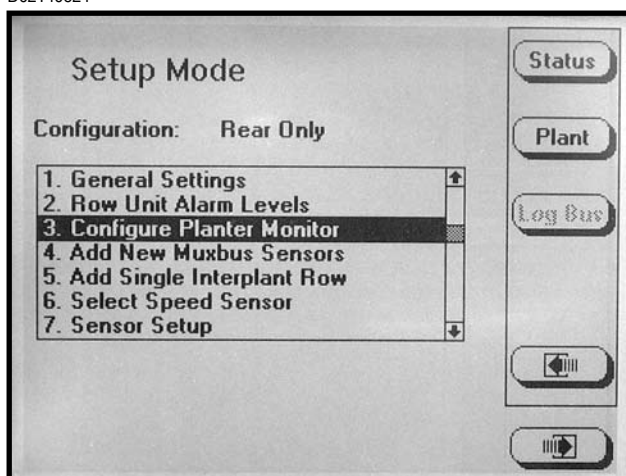 Setup Mode
Status
Configuration: Rear Only
Plant
1. General Settings
2. Row Unit Alarm Levels
3. Configure Planter Monitor
4. Add New Muxbus Sensors
5. Add Single Interplant Row
6. Select Speed Sensor
7. Sensor Setup
Log Bus